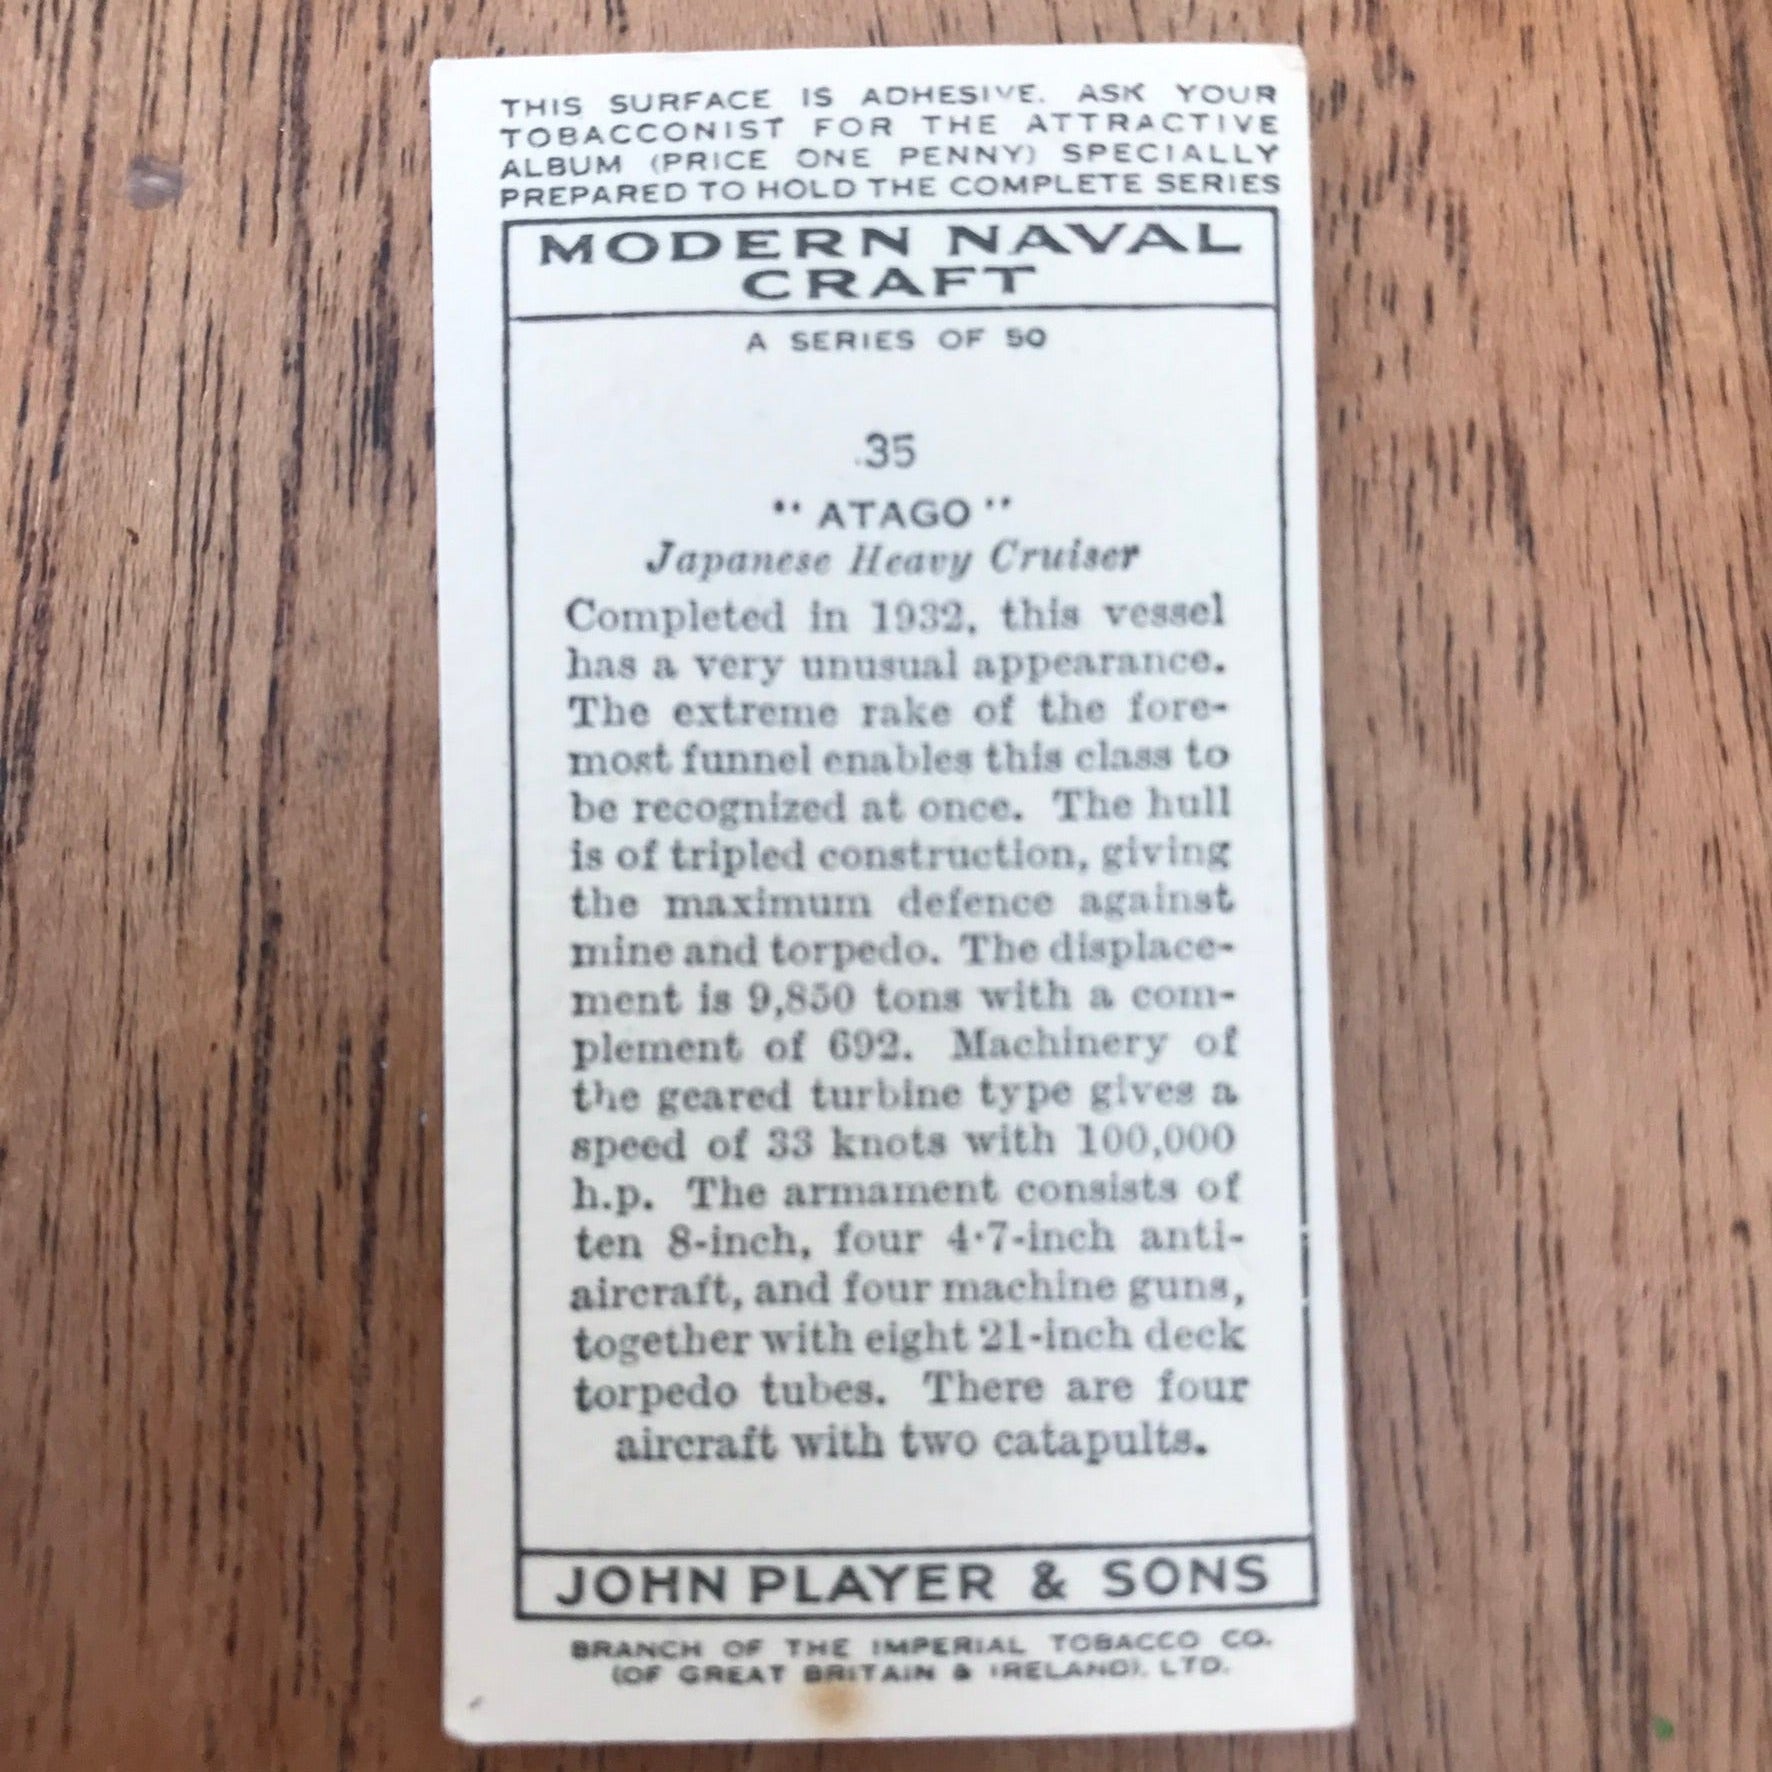 THIS SURFACE IS ADHESIVE. ASK YOUR
TOBACCONIST FOR THE ATTRACTIVE
ALBUM (PRICE ONE PENNY) SPECIALLY
PREPARED TO HOLD THE COMPLETE SERIES
MODERN NAVAL
CRAFT
A SERIES OF 50
35
"ATAGO"
Japanese Heavy Cruiser
Completed in 1932, this vessel
has a very unusual appearance.
The extreme rake of the fore-
most funnel enables this class to
be recognized at once. The hull
is of tripled construction, giving
the maximum defence against
mine and torpedo. The displace-
ment is 9,850 tons with a com-
plement of 692. Machinery of
the geared turbine type gives a
speed of 33 knots with 100,000
h.p. The armament consists of
ten 8-inch, four 4·7-inch anti-
aircraft, and four machine guns,
together with eight 21-inch deck
torpedo tubes. There are four
aircraft with two catapults.
JOHN PLAYER & SONS
BRANCH OF THE IMPERIAL TOBACCO CO.
(OF GREAT BRITAIN & IRELAND), LTD.